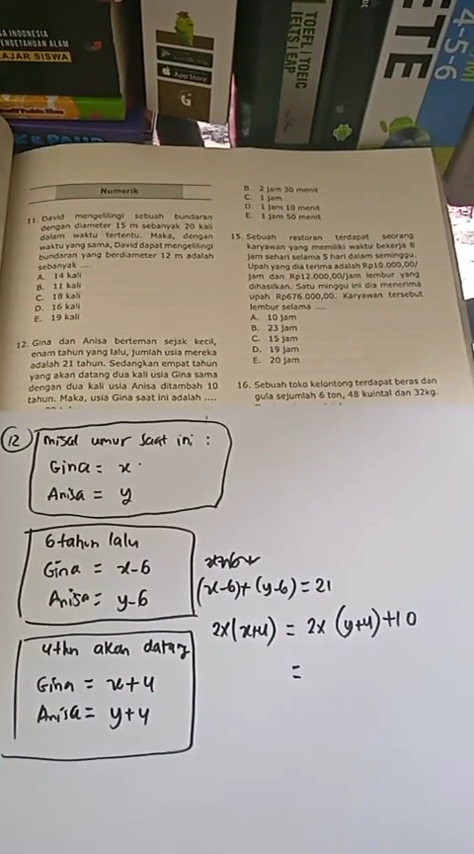 A INDONESIA
AJAR SISWA
App Store
TOEFL | TOEIC
IELTS | EAP
ETE
4-5-6
Numerik
11. David mengelilingi sebuah bundaran
dengan diameter 15 m sebanyak 20 kali
dalam waktu tertentu. Maka, dengan
waktu yang sama, David dapat mengelilingi
bundaran yang berdiameter 12 m adalah
sebanyak ....
A. 14 kali
B. 11 kali
C. 18 kali
D. 16 kali
E. 19 kali
12. Gina dan Anisa berteman sejak kecil,
enam tahun yang lalu, jumlah usia mereka
adalah 21 tahun. Sedangkan empat tahun
yang akan datang dua kali usia Gina sama
dengan dua kali usia Anisa ditambah 10
tahun. Maka, usia Gina saat ini adalah ....
B. 2 jam 30 menit
C. 1 jam
D. 1 jam 10 menit
E. 1 jam 50 menit
15. Sebuah restoran terdapat seorang
karyawan yang memiliki waktu bekerja 8
jam sehari selama 5 hari dalam seminggu.
Upah yang dia terima adalah Rp10.000,00/
jam dan Rp12.000,00/jam lembur yang
dihasilkan. Satu minggu ini dia menerima
upah Rp676.000,00. Karyawan tersebut
lembur selama ....
A. 10 jam
B. 23 jam
C. 15 jam
D. 19 jam
E. 20 jam
16. Sebuah toko kelontong terdapat beras dan
gula sejumlah 6 ton, 48 kuintal dan 32kg.
12 misal umur saat ini :
Gina = x
Anisa = y
6 tahun lalu
Gina = x-6
Anisa = y-6
(x-6)+(y-6)=21
2x(x+4) = 2x (y+4)+10
=
4 thn akan datang
Gina = x+4
Anisa = y+4